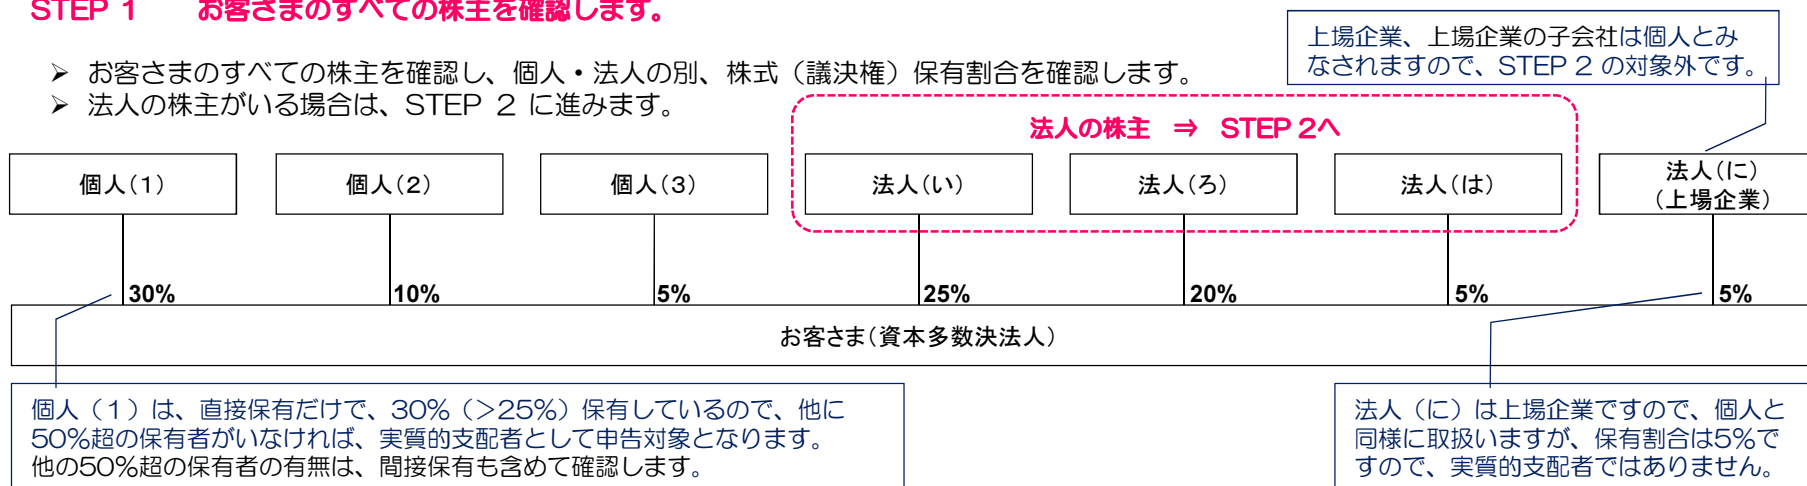 STEP 1 お客さまのすべての株主を確認します。
上場企業、上場企業の子会社は個人とみ
なされますので、STEP 2 の対象外です。
➢ お客さまのすべての株主を確認し、個人・法人の別、株式（議決権）保有割合を確認します。
➢ 法人の株主がいる場合は、STEP 2 に進みます。
法人の株主 ⇒ STEP 2へ
個人（1）
個人（2）
個人（3）
法人（い）
法人（ろ）
法人（は）
法人（に）
（上場企業）
30%
10%
5%
25%
20%
5%
5%
お客さま（資本多数決法人）
個人（1）は、直接保有だけで、30%（>25%）保有しているので、他に
50%超の保有者がいなければ、実質的支配者として申告対象となります。
他の50%超の保有者の有無は、間接保有も含めて確認します。
法人（に）は上場企業ですので、個人と
同様に取扱いますが、保有割合は5%で
すので、実質的支配者ではありません。